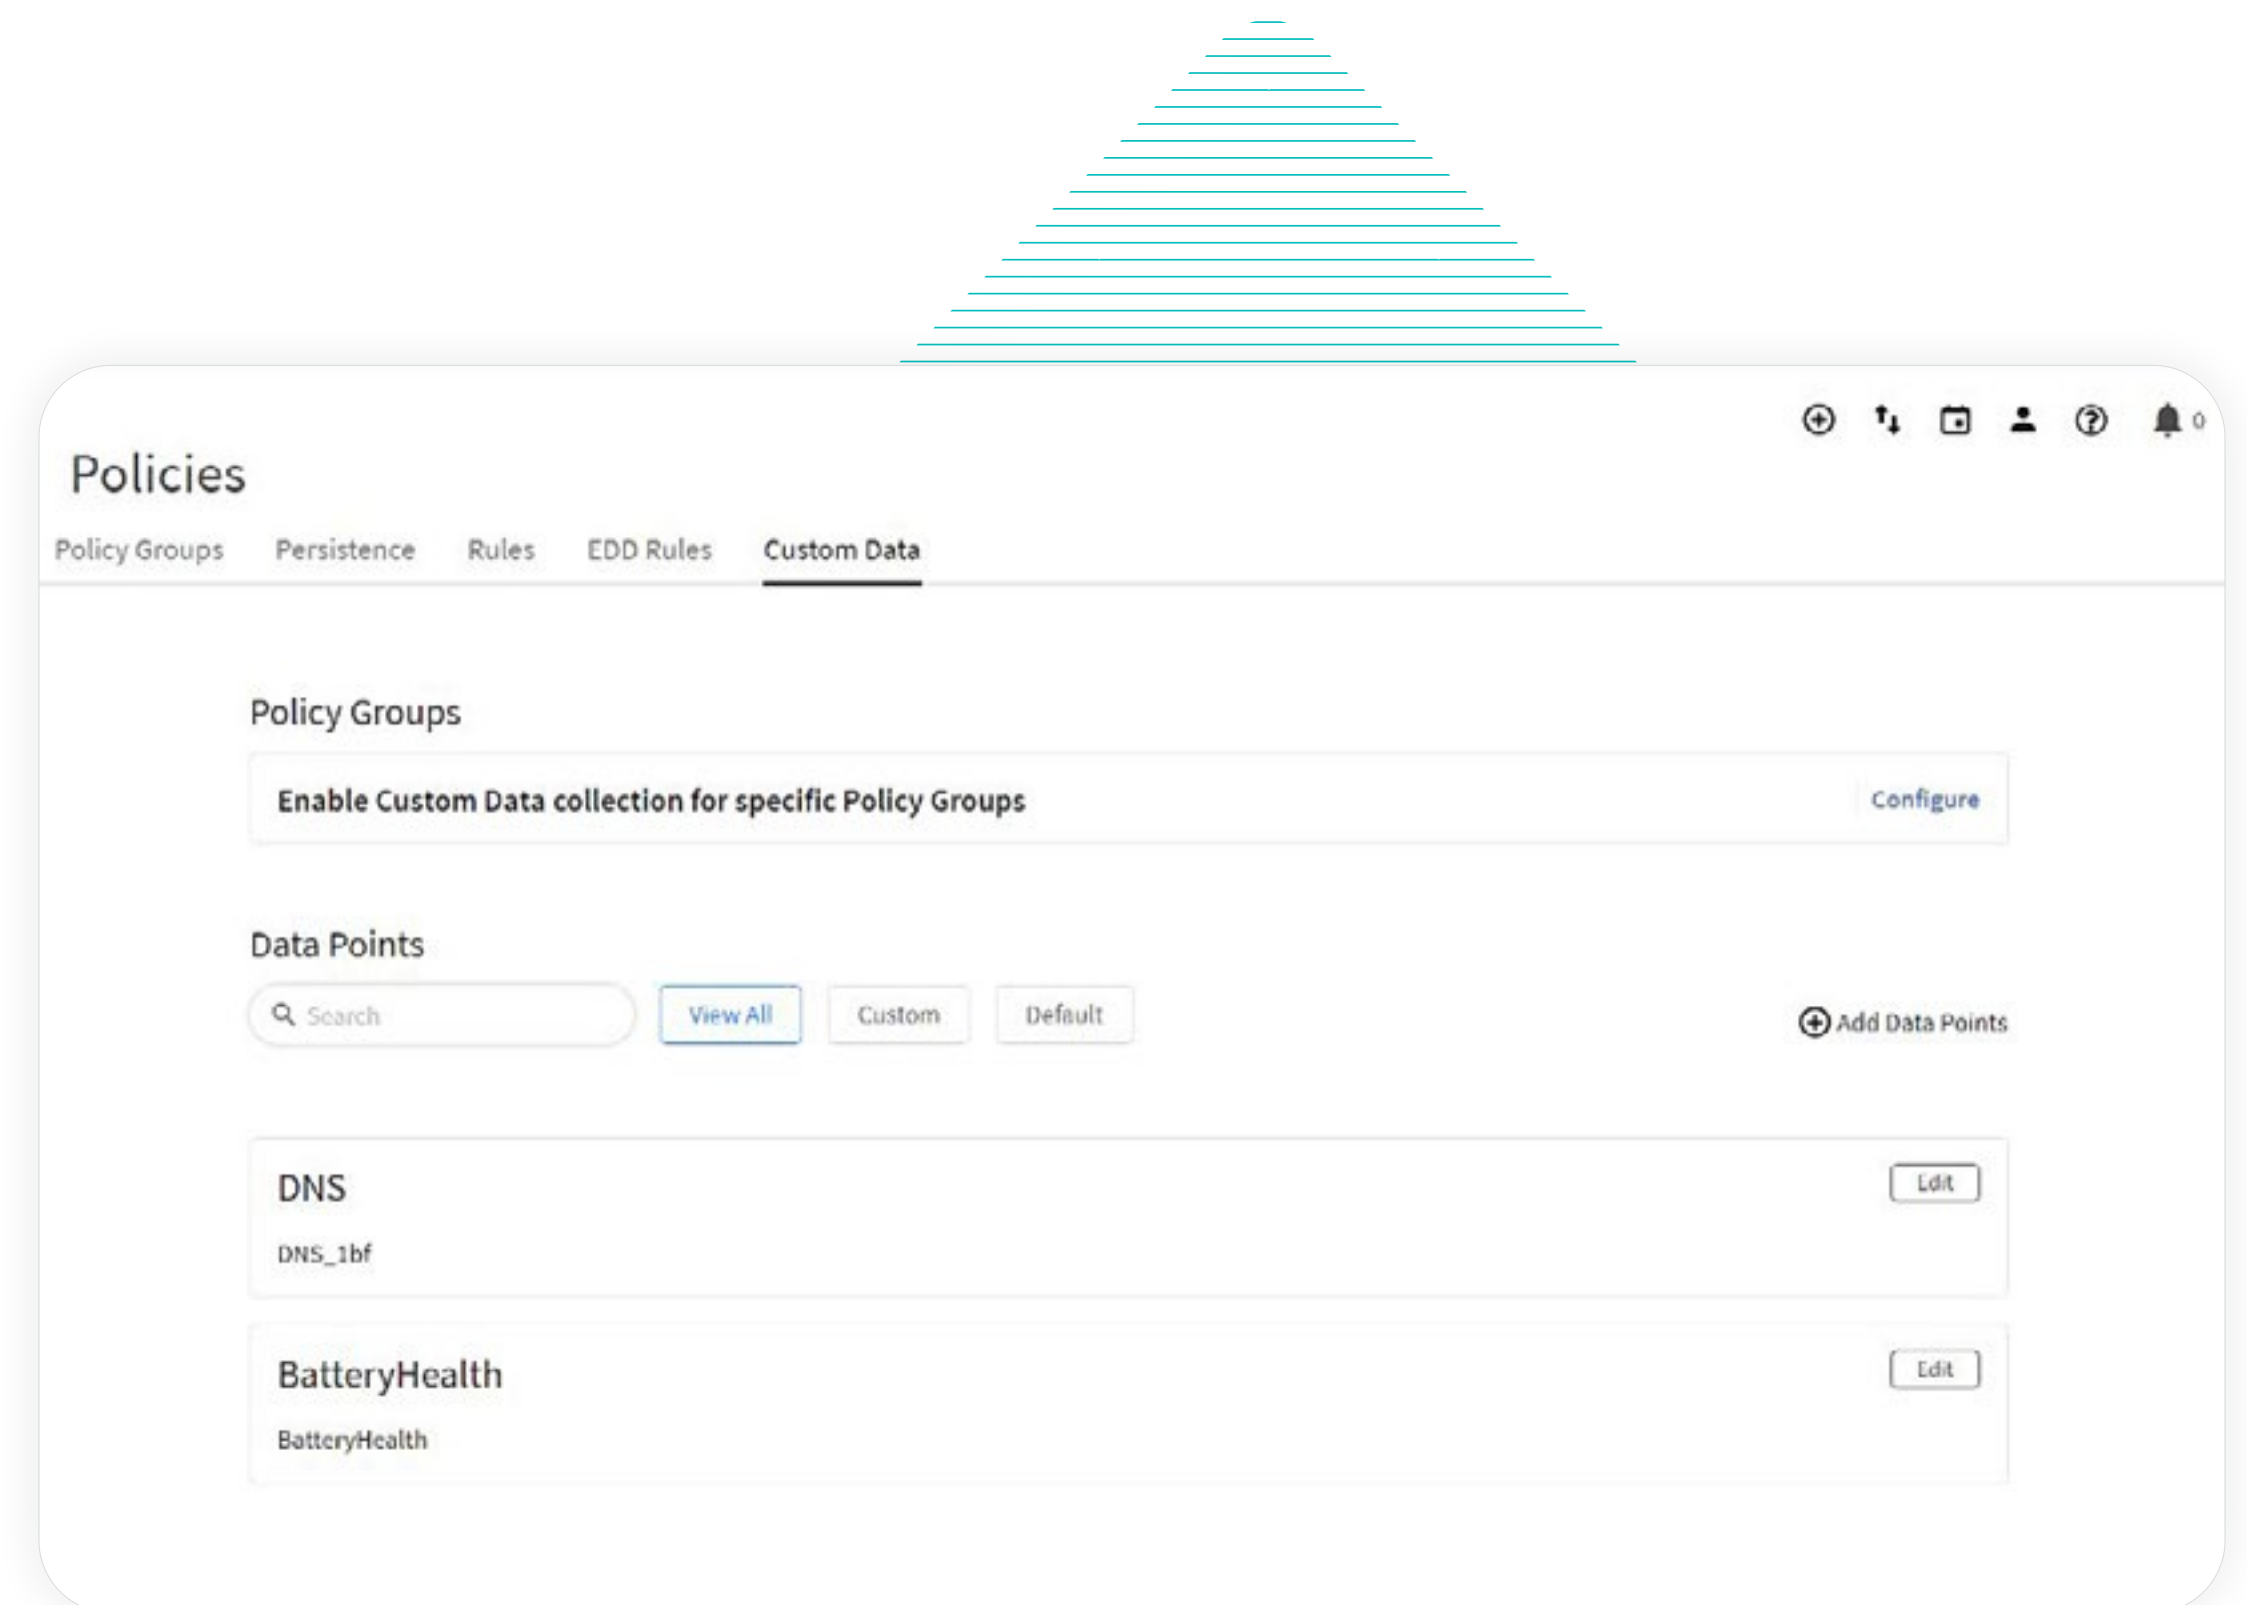 0
Policies
Policy Groups Persistence Rules EDD Rules Custom Data
Policy Groups
Enable Custom Data collection for specific Policy Groups Configure
Data Points
Search View All Custom Default Add Data Points
DNS Edit
DNS_1bf
BatteryHealth Edit
BatteryHealth